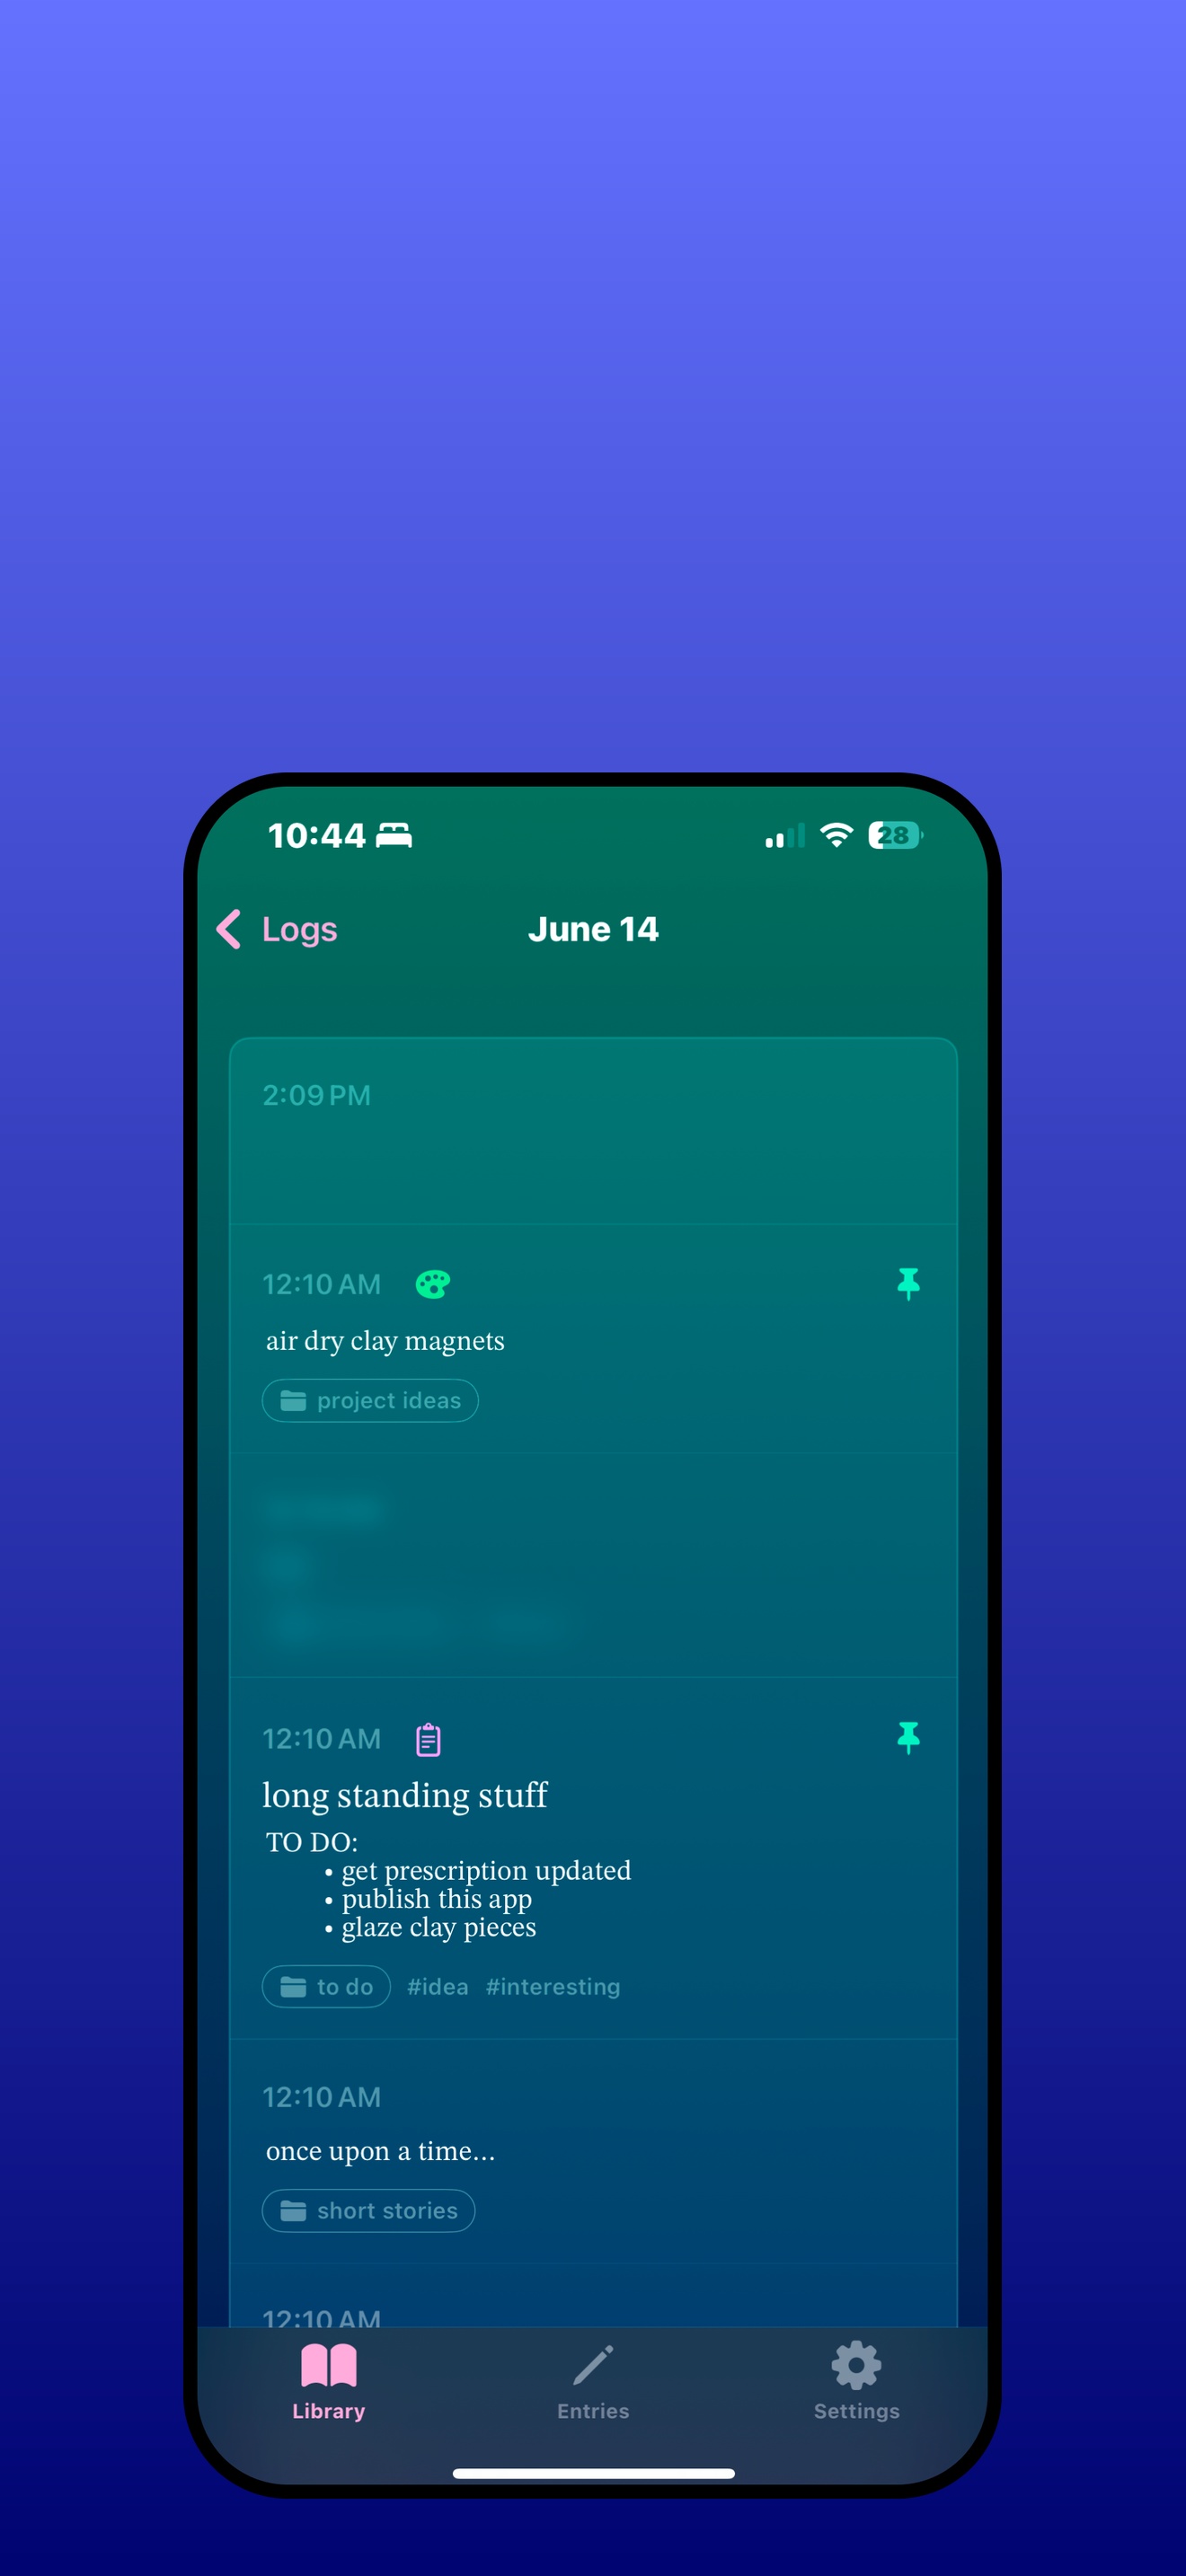 10:44
28
Logs
June 14
2:09 PM
12:10 AM
air dry clay magnets
project ideas
12:10 AM
long standing stuff
TO DO:
• get prescription updated
• publish this app
• glaze clay pieces
to do #idea #interesting
12:10 AM
once upon a time...
short stories
12:10 AM
Library
Entries
Settings